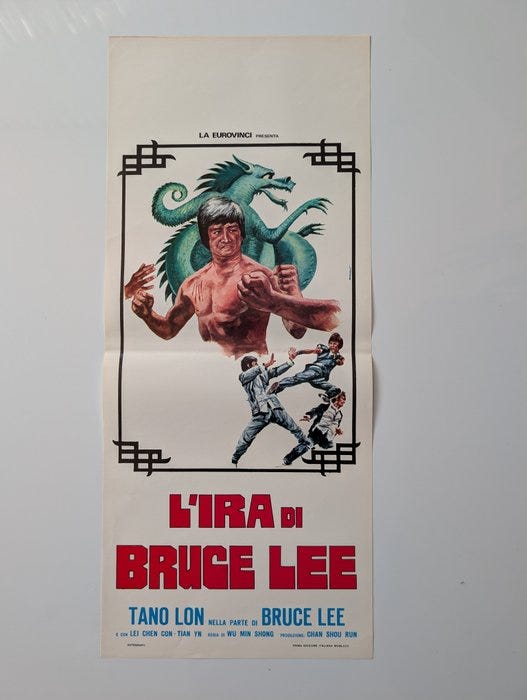 LA EUROVINCI PRESENTA
L'IRA DI
BRUCE LEE
TANO LON NELLA PARTE DI BRUCE LEE
E CON LEI CHEN CON · TIAN YN REGIA DI WU MIN SHONG PRODUZIONE: CHAN SHOU RUN